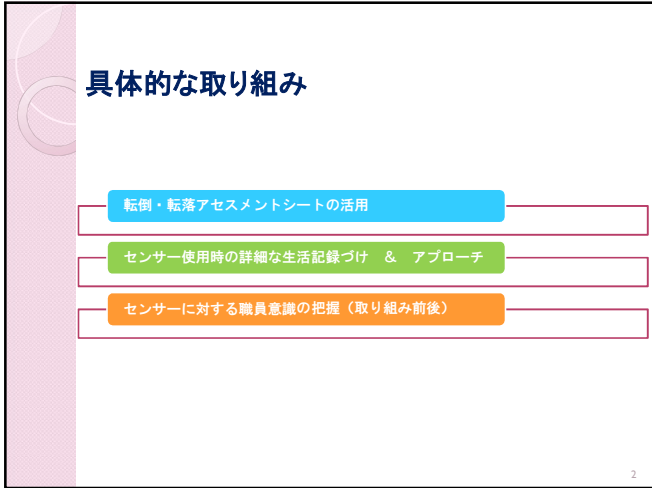 具体的な取り組み
転倒・転落アセスメントシートの活用
センサー使用時の詳細な生活記録づけ　＆　アプローチ
センサーに対する職員意識の把握（取り組み前後）
2